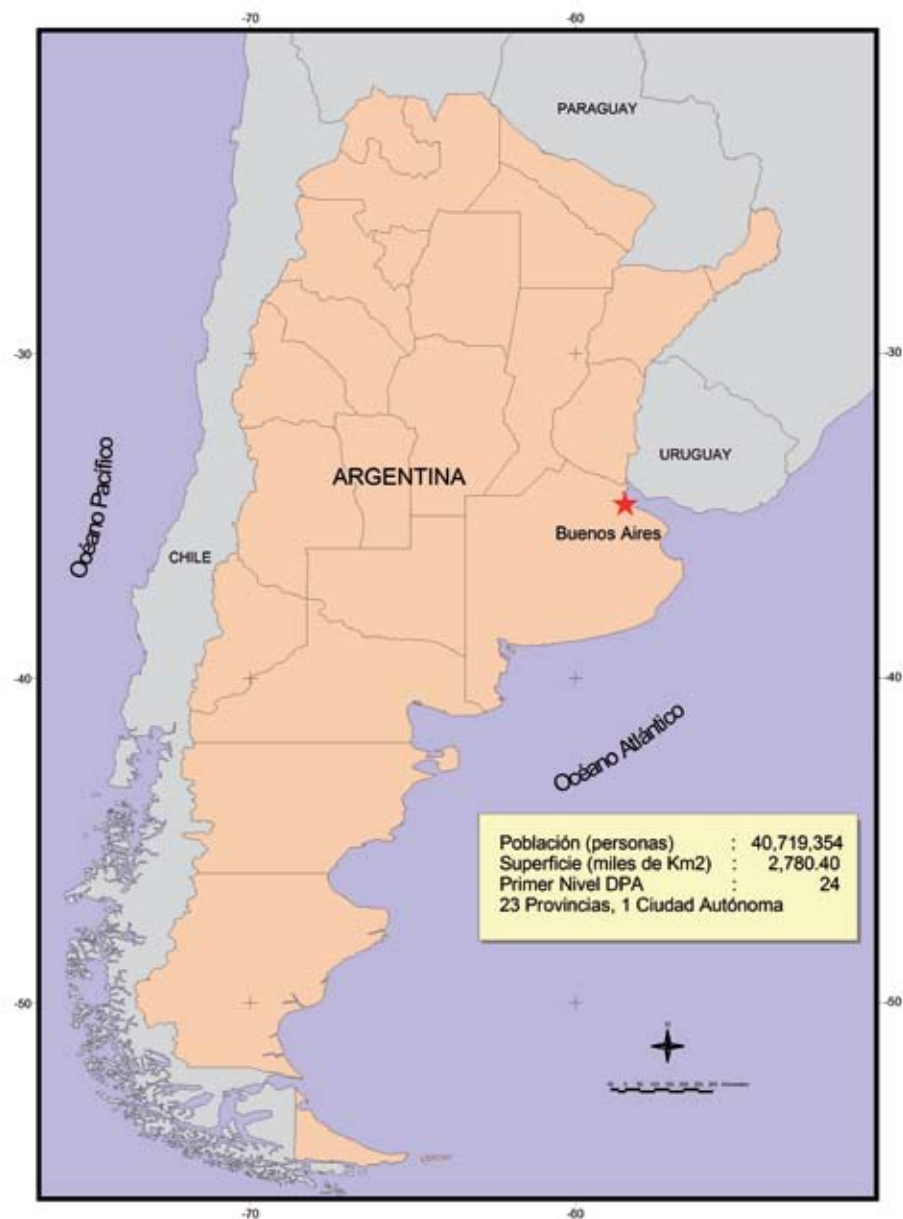 -70 -60
PARAGUAY
-30 -30
URUGUAY
ARGENTINA
Buenos Aires
Océano Pacífico
CHILE
-40 -40
Océano Atlántico
Población (personas) : 40,719,354
Superficie (miles de Km2) : 2,780.40
Primer Nivel DPA : 24
23 Provincias, 1 Ciudad Autónoma
-50 -50
-70 -60